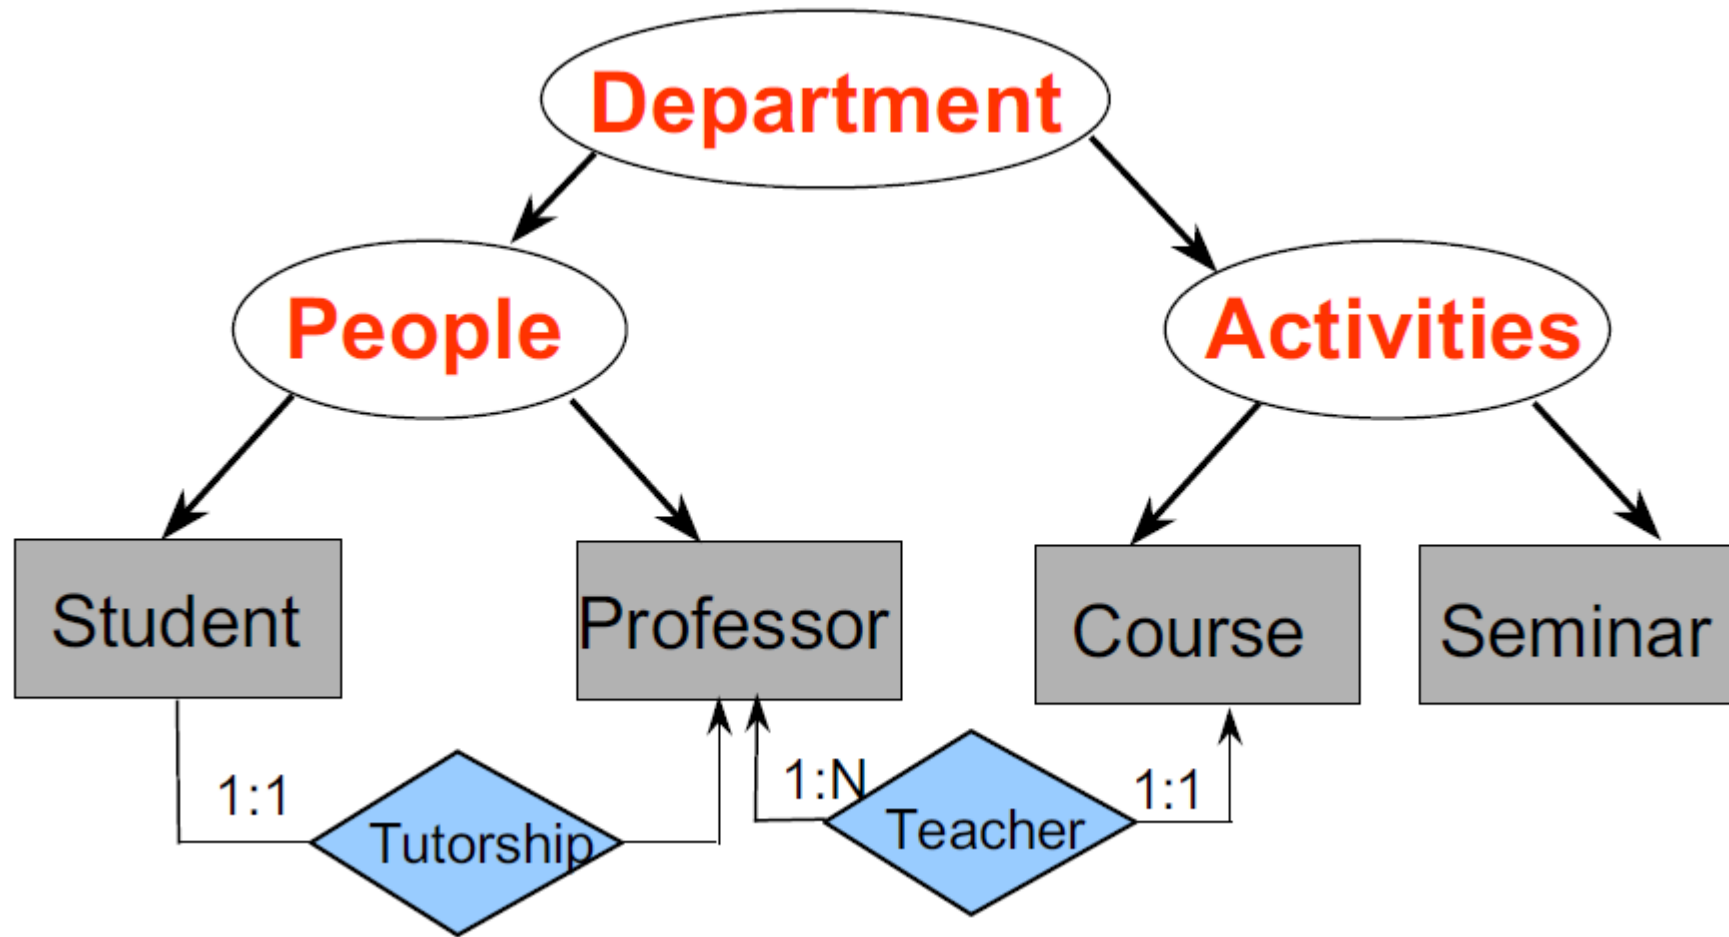 Department
People
Activities
Student
Professor
Course
Seminar
1:1
Tutorship
1:N
Teacher
1:1